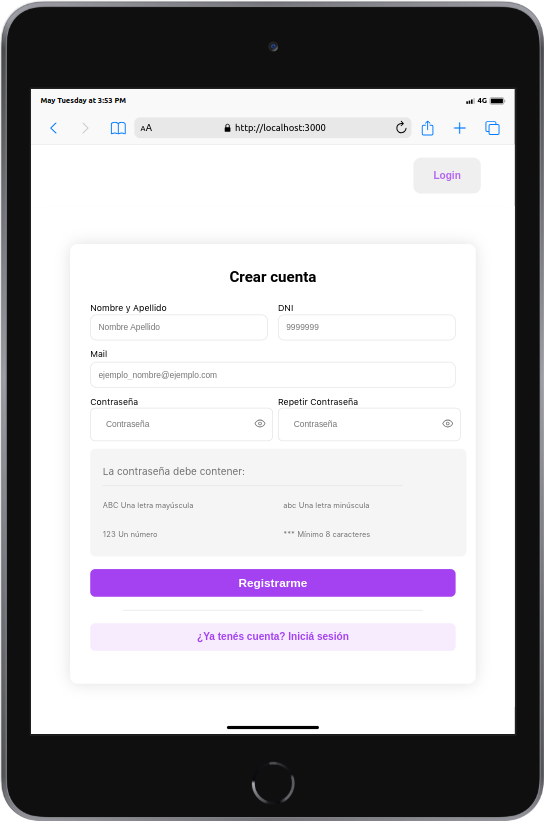 May Tuesday at 3:53 PM
4G
AA
http://localhost:3000
Login
Crear cuenta
Nombre y Apellido DNI
Nombre Apellido 9999999
Mail
ejemplo_nombre@ejemplo.com
Contraseña Repetir Contraseña
Contraseña Contraseña
La contraseña debe contener:
ABC Una letra mayúscula abc Una letra minúscula
123 Un número *** Mínimo 8 caracteres
Registrarme
¿Ya tenés cuenta? Iniciá sesión